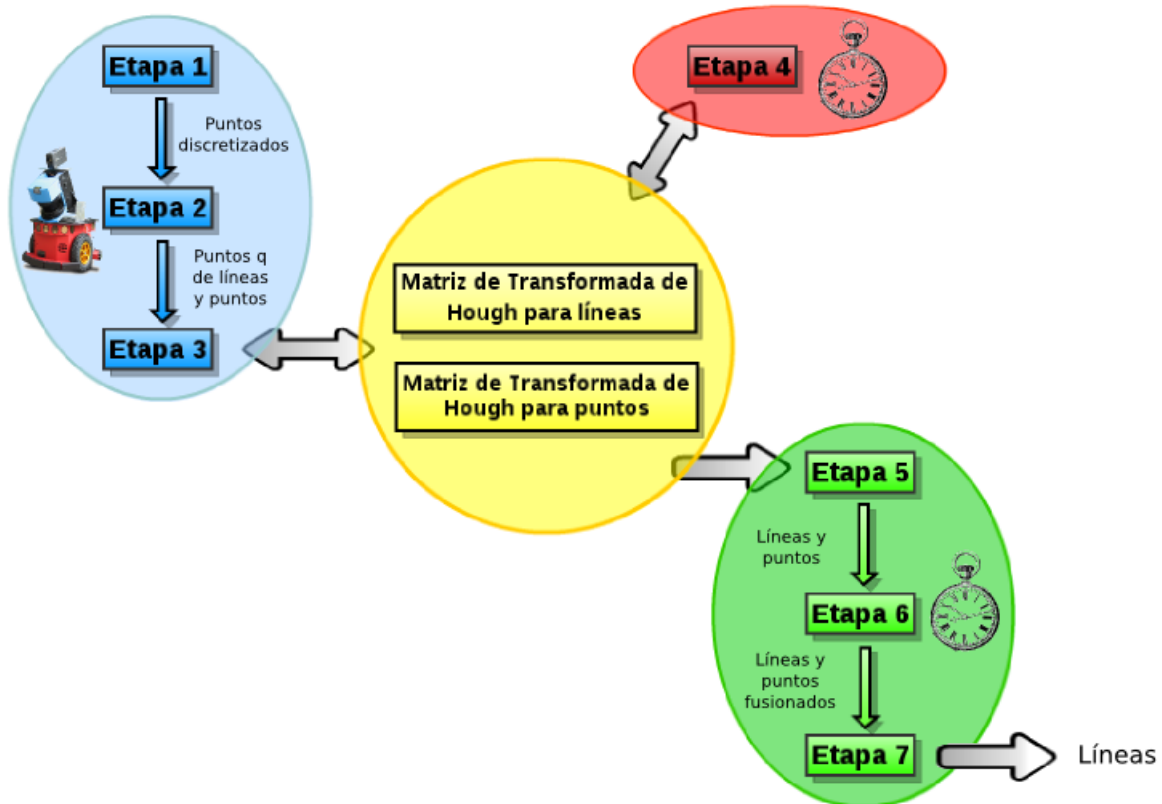 Etapa 1
Puntos
discretizados
Etapa 2
Puntos q
de líneas
y puntos
Etapa 3
Etapa 4
Matriz de Transformada de
Hough para líneas
Matriz de Transformada de
Hough para puntos
Etapa 5
Líneas y
puntos
Etapa 6
Líneas y
puntos
fusionados
Etapa 7
Líneas